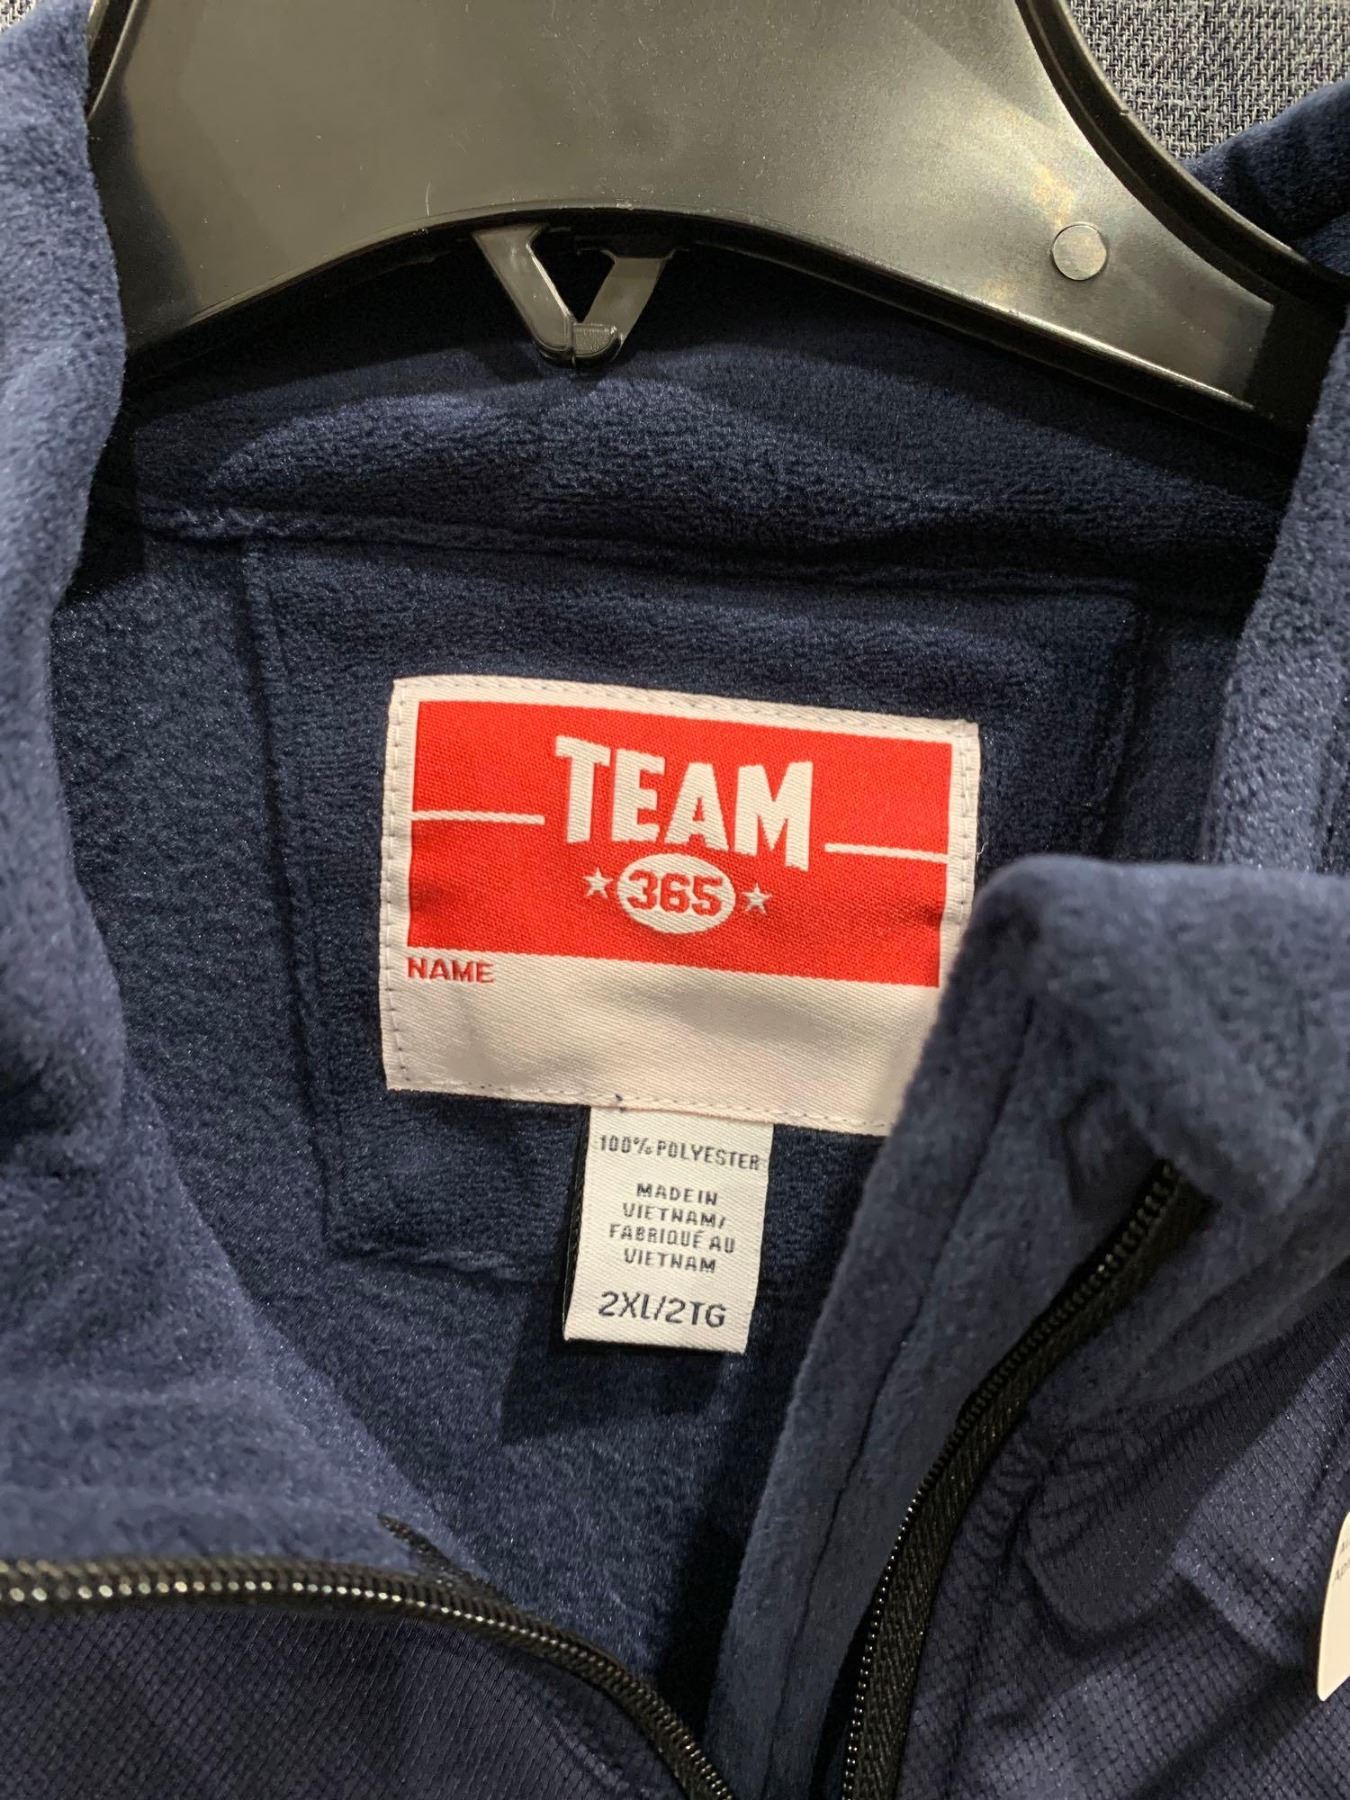 TEAM
365
NAME
100% POLYESTER
MADE IN
VIETNAM/
FABRIQUÉ AU
VIETNAM
2XL/2TG